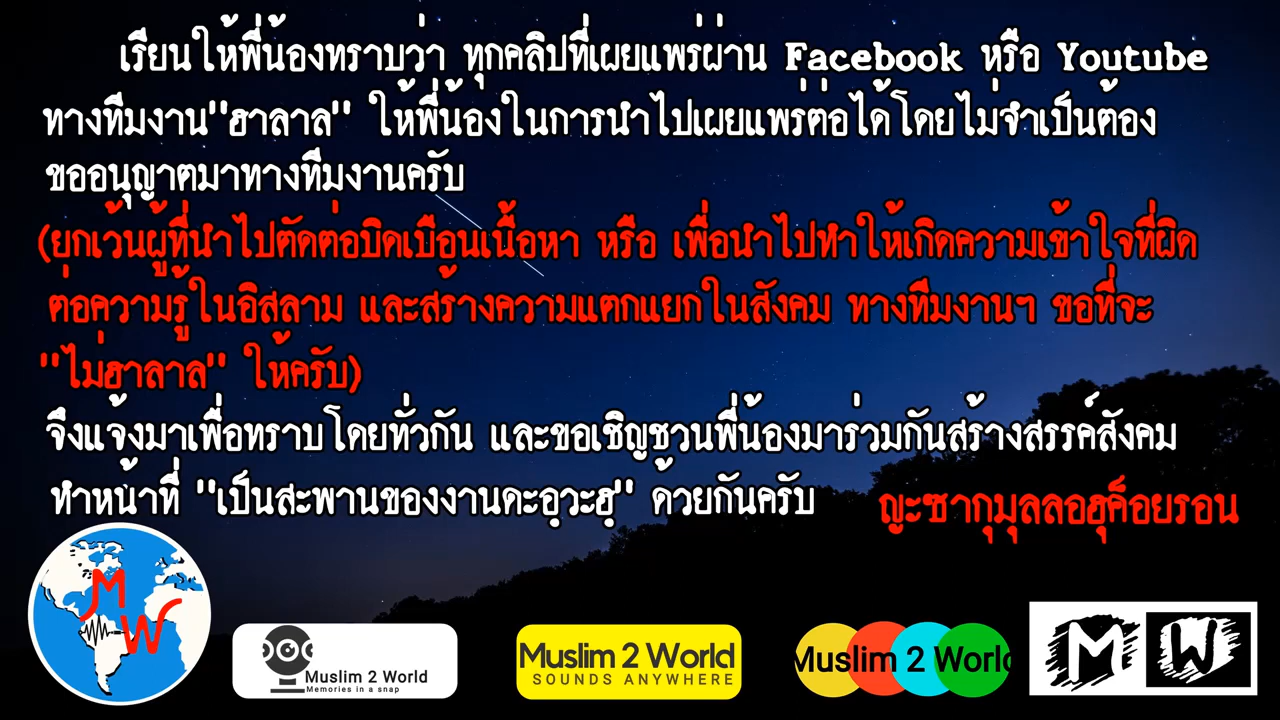 เรียนให้พี่น้องทราบว่า ทุกคลิปที่เผยแพร่ผ่าน Facebook หรือ Youtube
ทางทีมงาน"ฮาลาล" ให้พี่น้องในการนำไปเผยแพร่ต่อได้โดยไม่จำเป็นต้อง
ขออนุญาตมาทางทีมงานครับ
(ยกเว้นผู้ที่นำไปตัดต่อบิดเบือนเนื้อหา หรือ เพื่อนำไปทำให้เกิดความเข้าใจที่ผิด
ต่อความรู้ในอิสลาม และสร้างความแตกแยกในสังคม ทางทีมงานฯ ขอที่จะ
"ไม่ฮาลาล" ให้ครับ)
จึงแจ้งมาเพื่อทราบโดยทั่วกัน และขอเชิญชวนพี่น้องมาร่วมกันสร้างสรรค์สังคม
ทำหน้าที่ "เป็นสะพานของงานดะอฺวะฮฺ" ด้วยกันครับ
ญะซากุมุลลอฮุค็อยรอน
MW
Muslim 2 World
Memories in a snap
Muslim 2 World
SOUNDS ANYWHERE
Muslim 2 World
M W